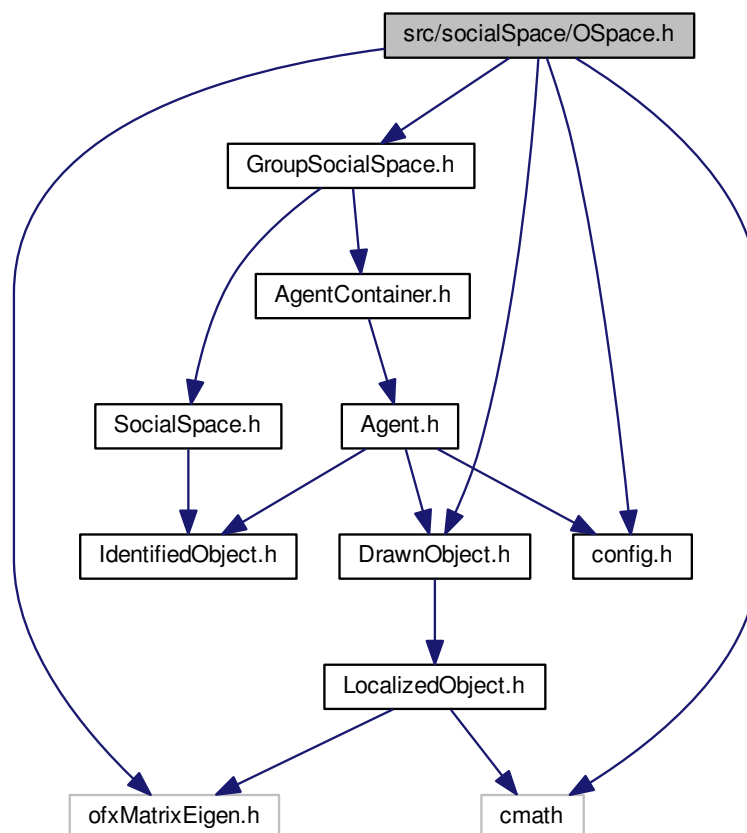 src/socialSpace/OSpace.h
GroupSocialSpace.h
AgentContainer.h
SocialSpace.h
Agent.h
IdentifiedObject.h
DrawnObject.h
config.h
LocalizedObject.h
ofxMatrixEigen.h
cmath